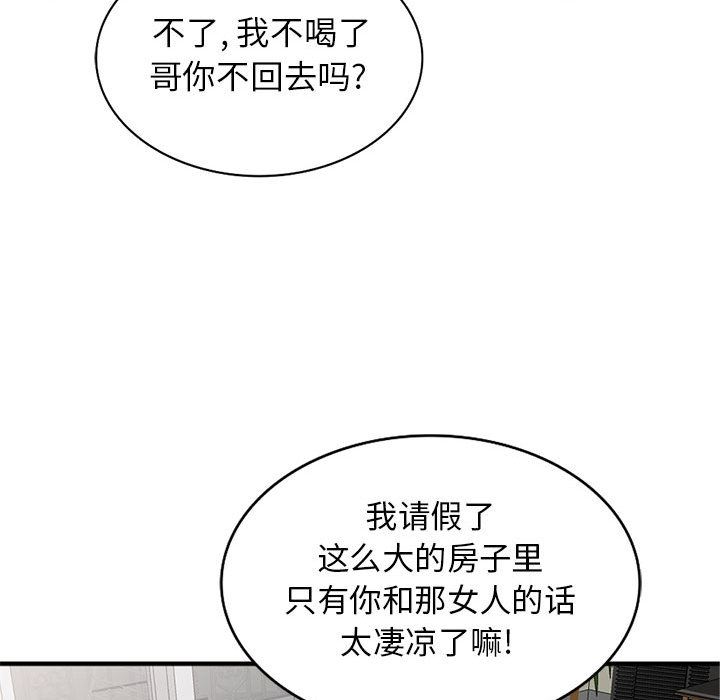 不了,我不喝了
哥你不回去吗?
我请假了
这么大的房子里
只有你和那女人的话
太凄凉了嘛!